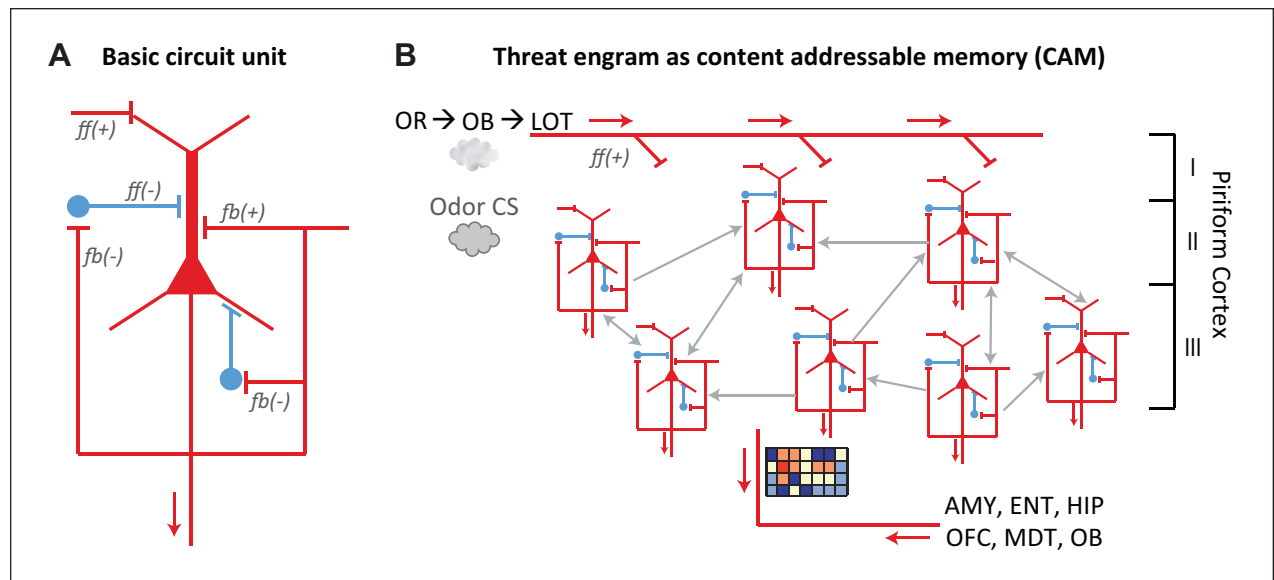 A Basic circuit unit
ff(+)
ff(-)
fb(+)
fb(-)
fb(-)
B Threat engram as content addressable memory (CAM)
OR → OB → LOT
ff(+)
Odor CS
I
II
III
Piriform Cortex
AMY, ENT, HIP
OFC, MDT, OB